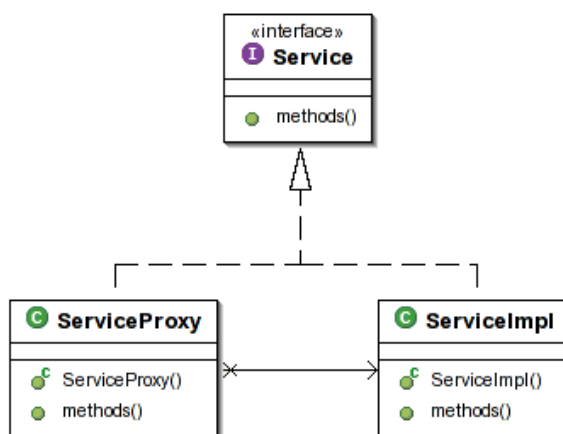 «interface»
I Service
methods()
C ServiceProxy
C ServiceProxy()
methods()
C ServiceImpl
C ServiceImpl()
methods()